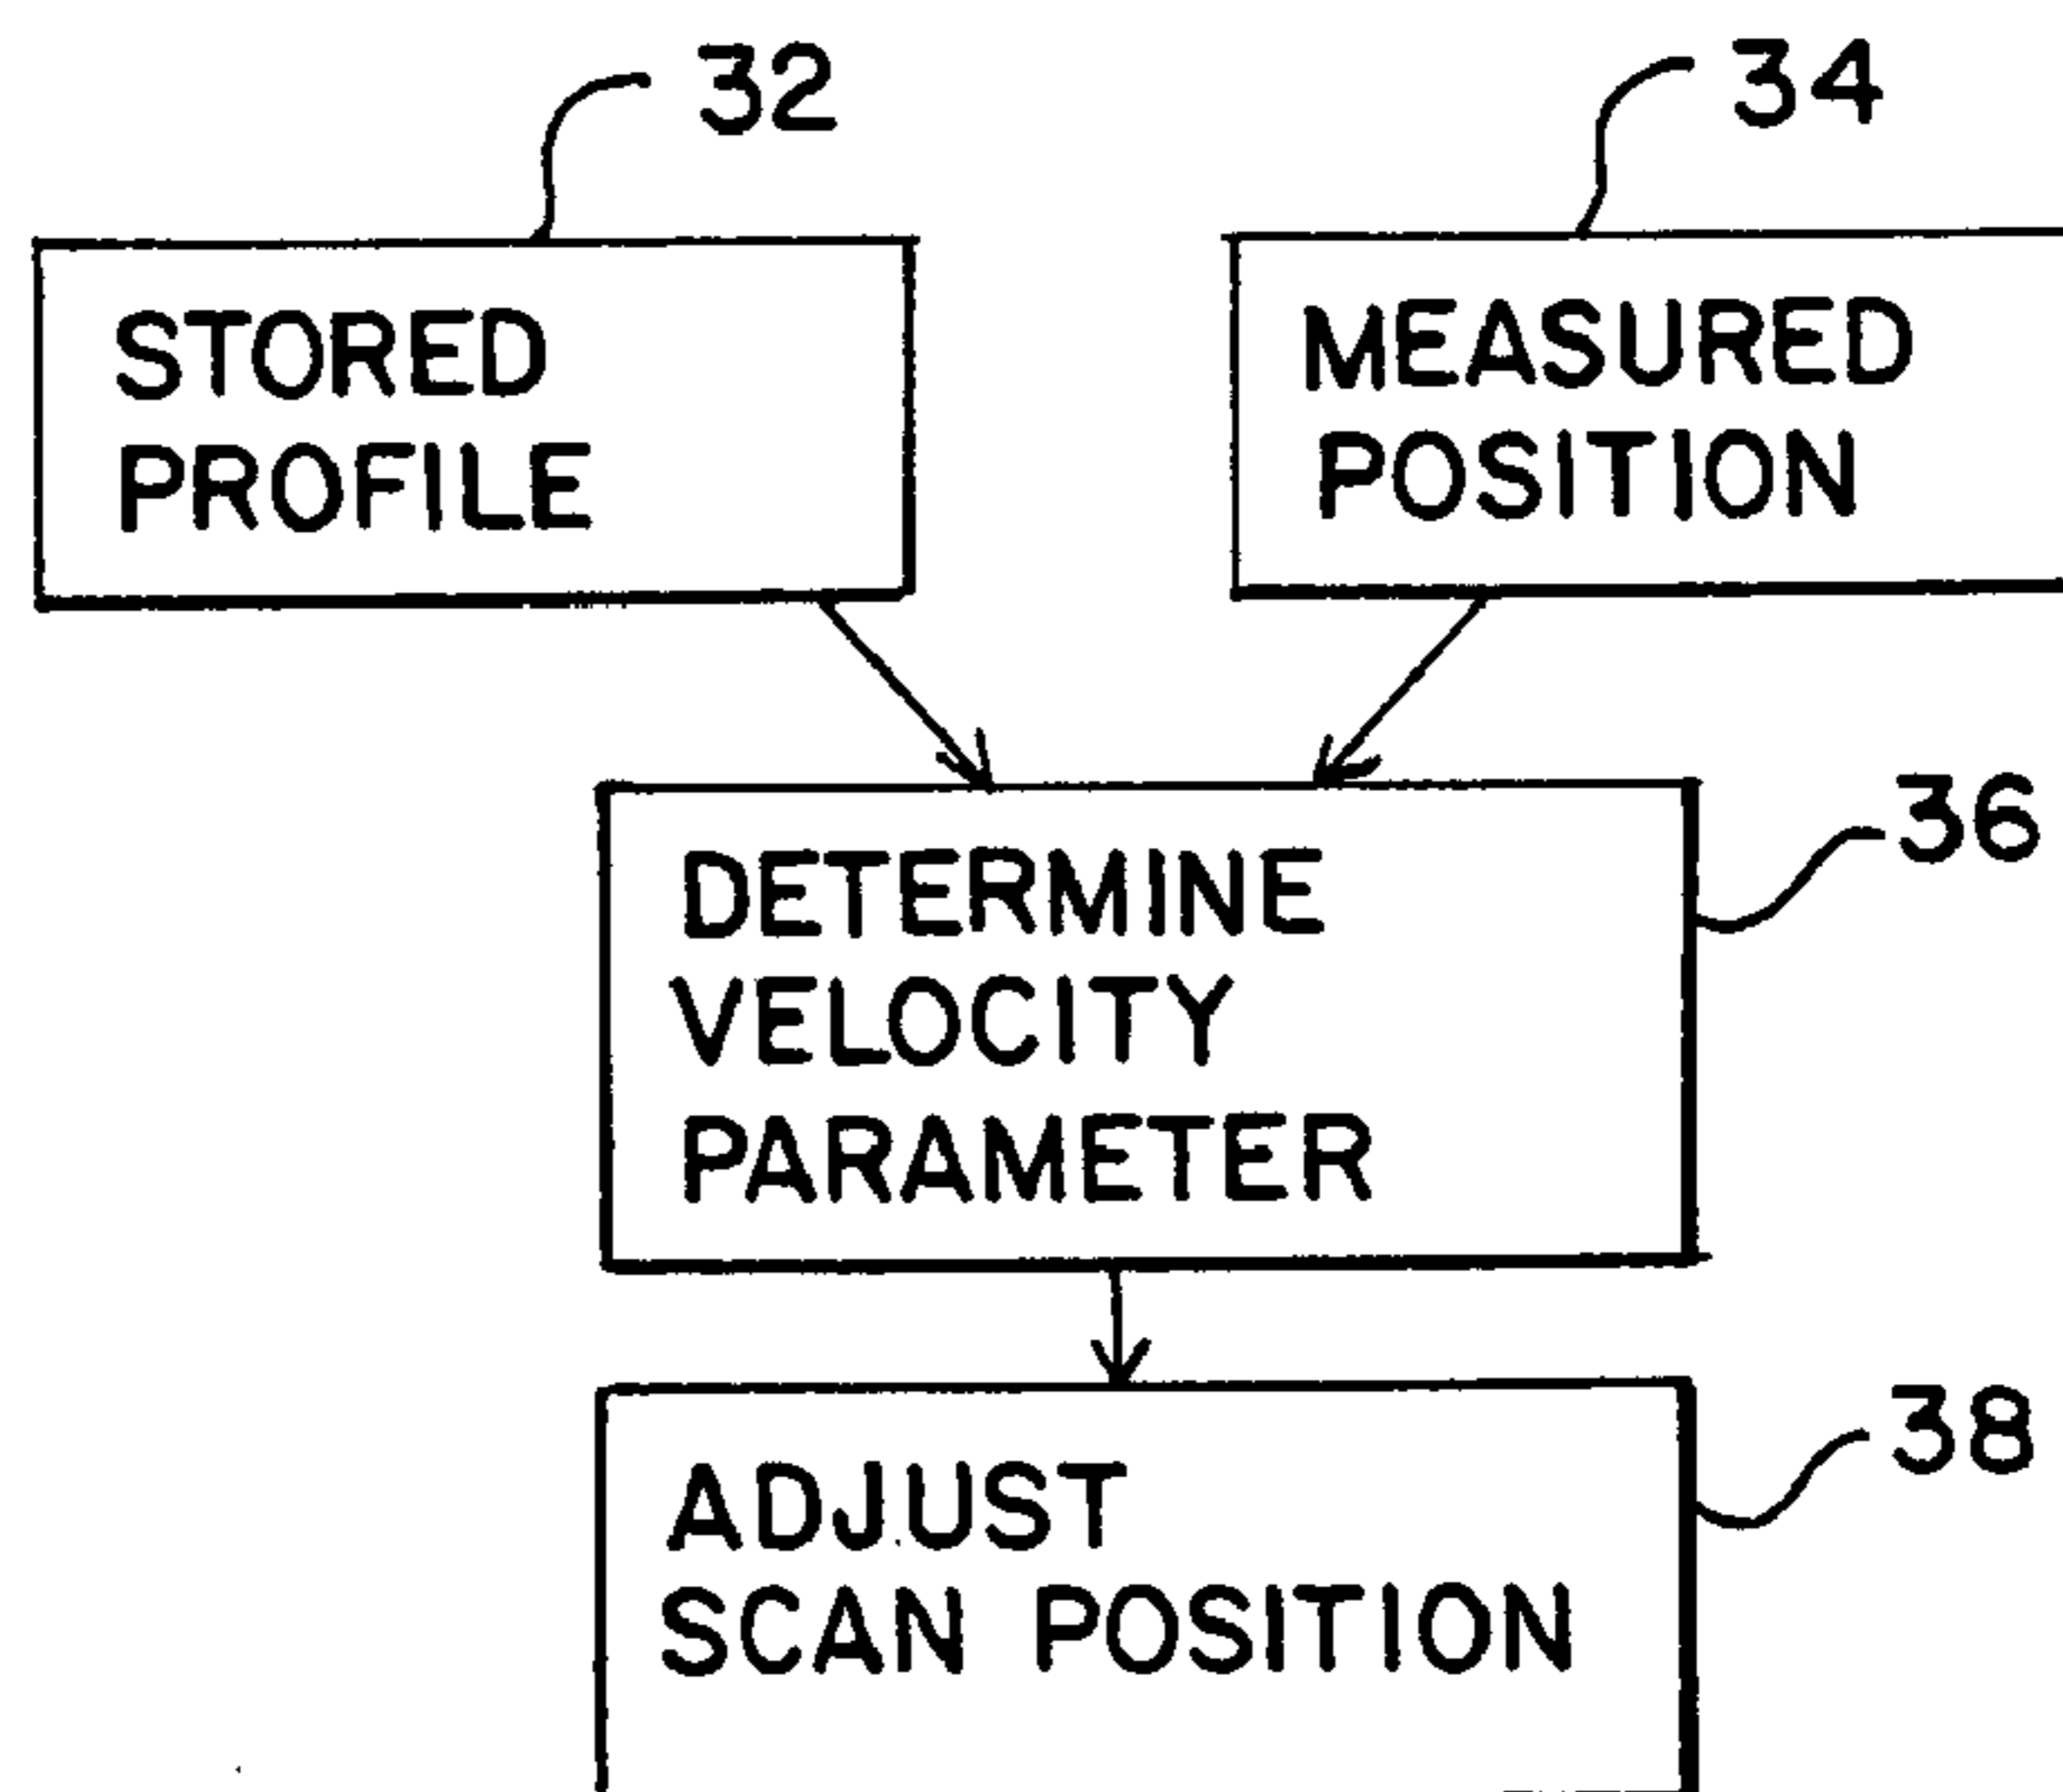 32
34
STORED
PROFILE
MEASURED
POSITION
36
DETERMINE
VELOCITY
PARAMETER
38
ADJUST
SCAN POSITION